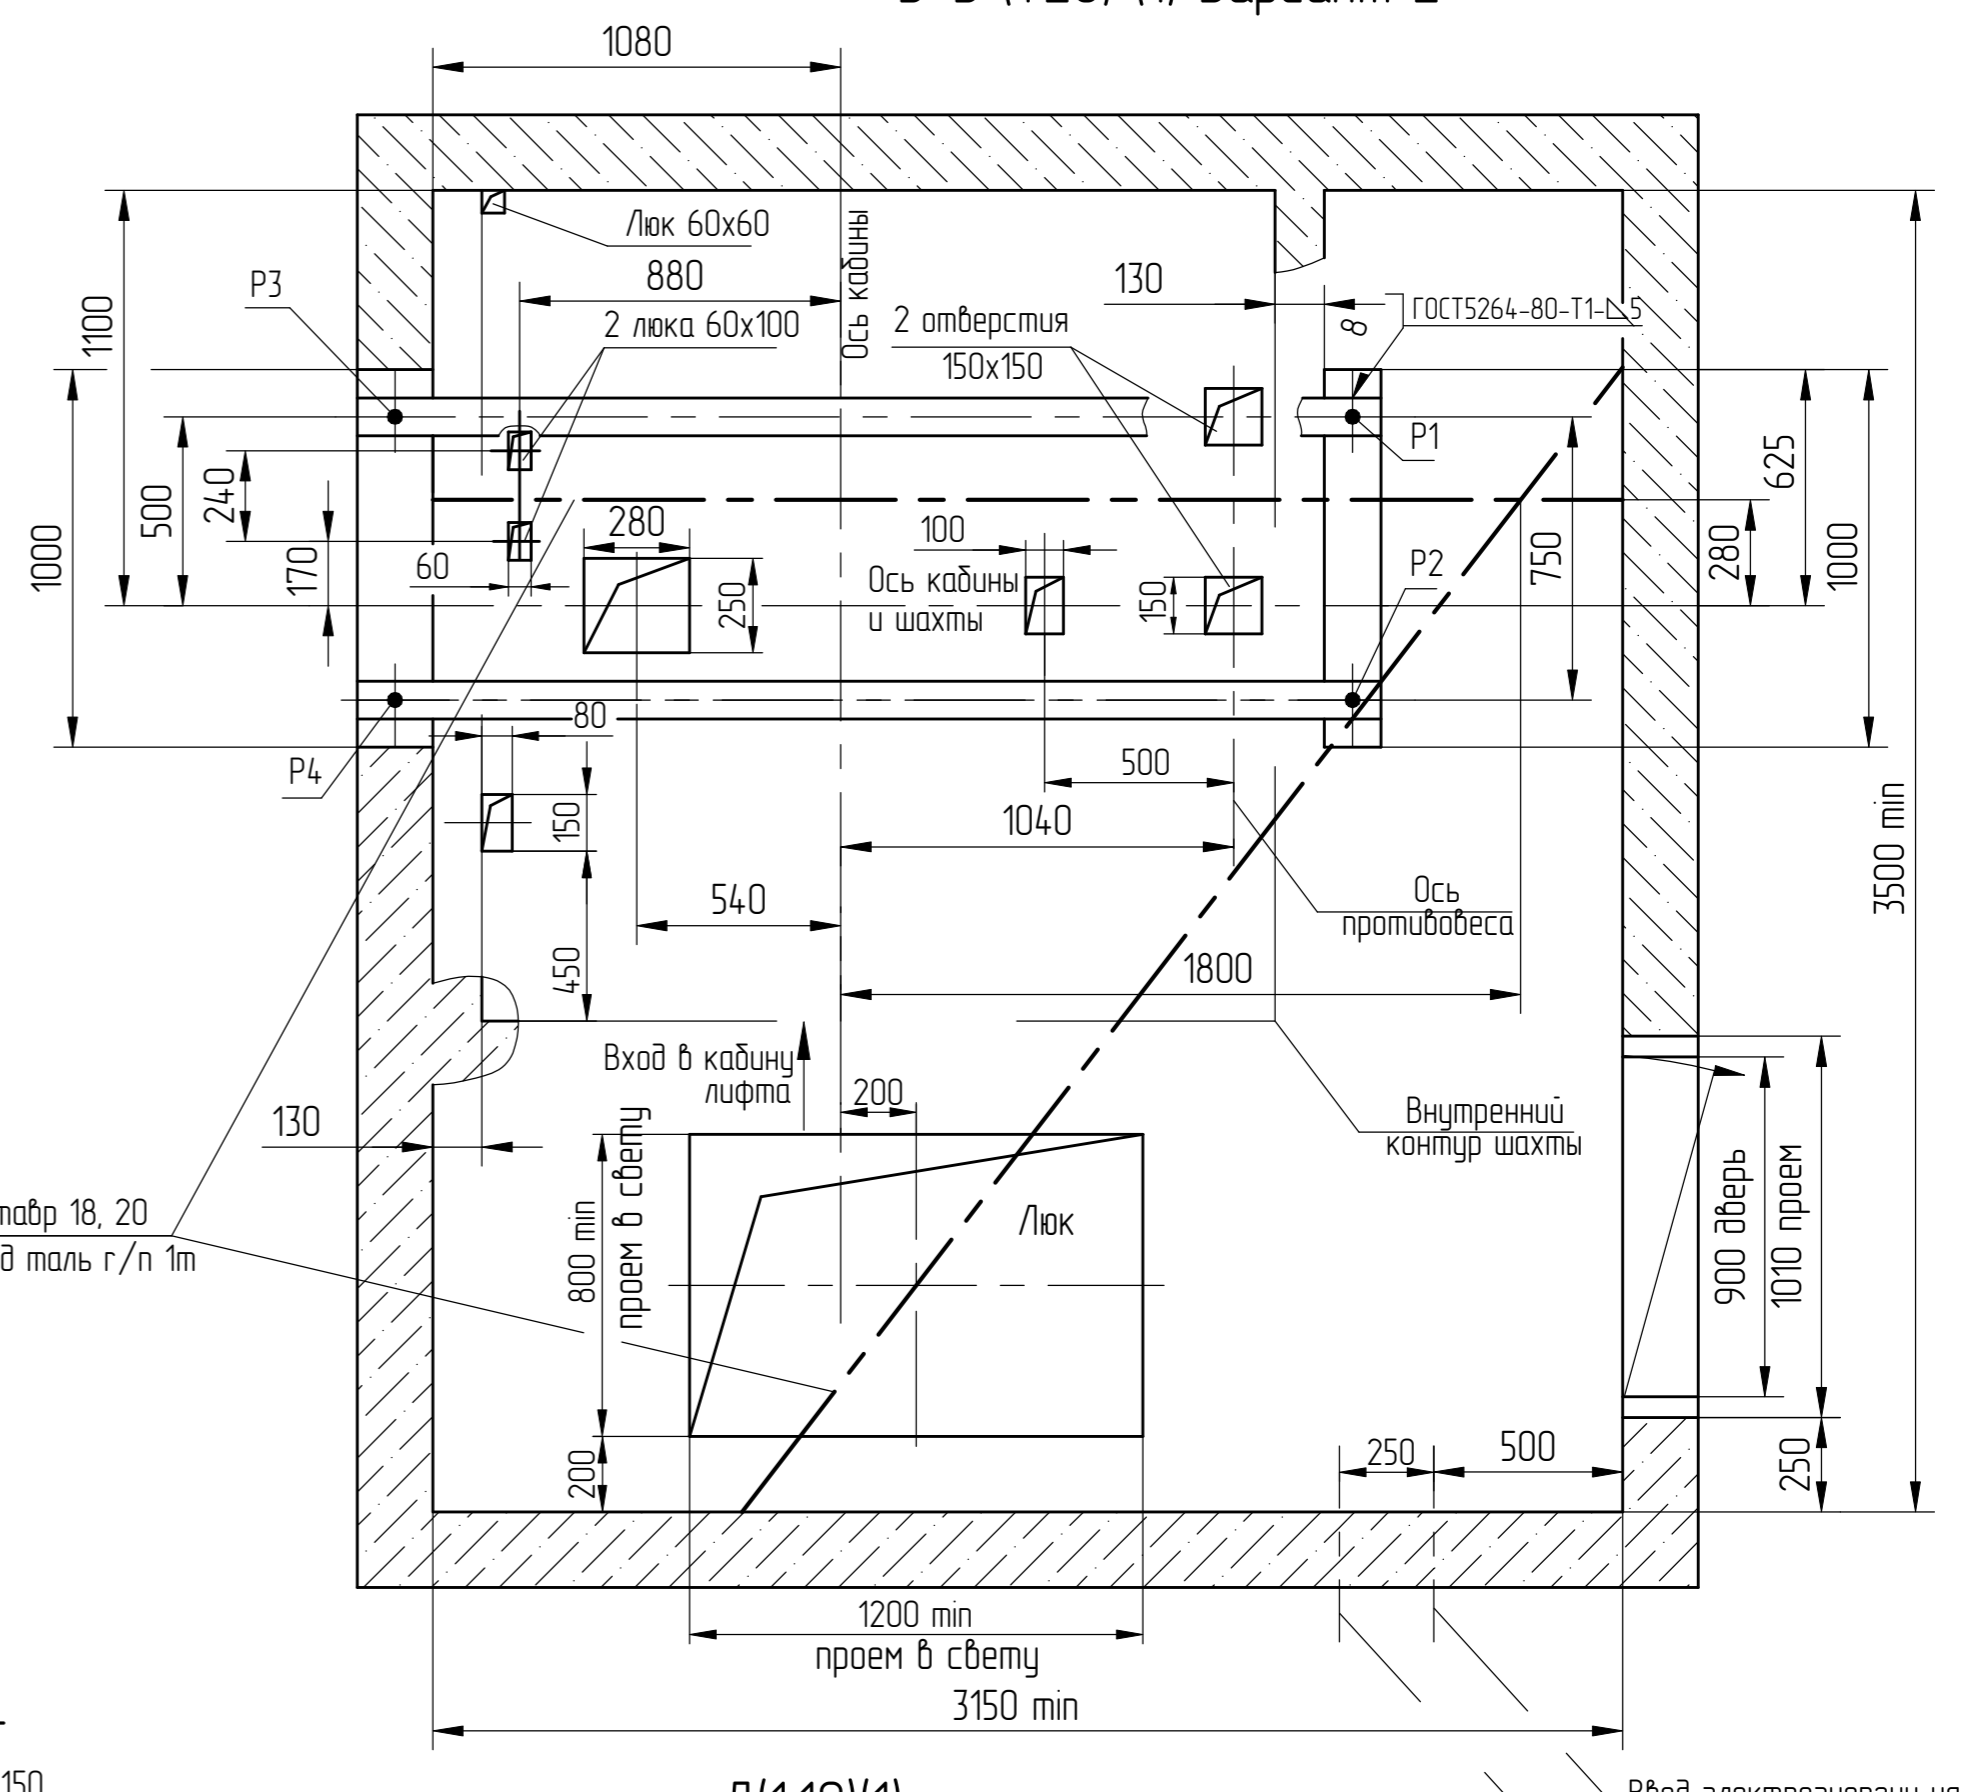 1080
Люк 60х60
Ось кабины
880
130
Р3
ГОСТ5264-80-Т1-⊿5
8
2 люка 60х100
2 отверстия
150х150
1100
Р1
625
240
500
1000
170
280
100
60
250
Ось кабины
и шахты
150
750
Р2
280
1000
80
Р4
500
150
1040
3500 min
540
Ось
противовеса
450
1800
Вход в кабину
лифта
200
130
Внутренний
контур шахты
проем в свету
800 min
Люк
900 дверь
1010 проем
18, 20
таль г/п 1т
200
250
500
250
1200 min
проем в свету
3150 min
150